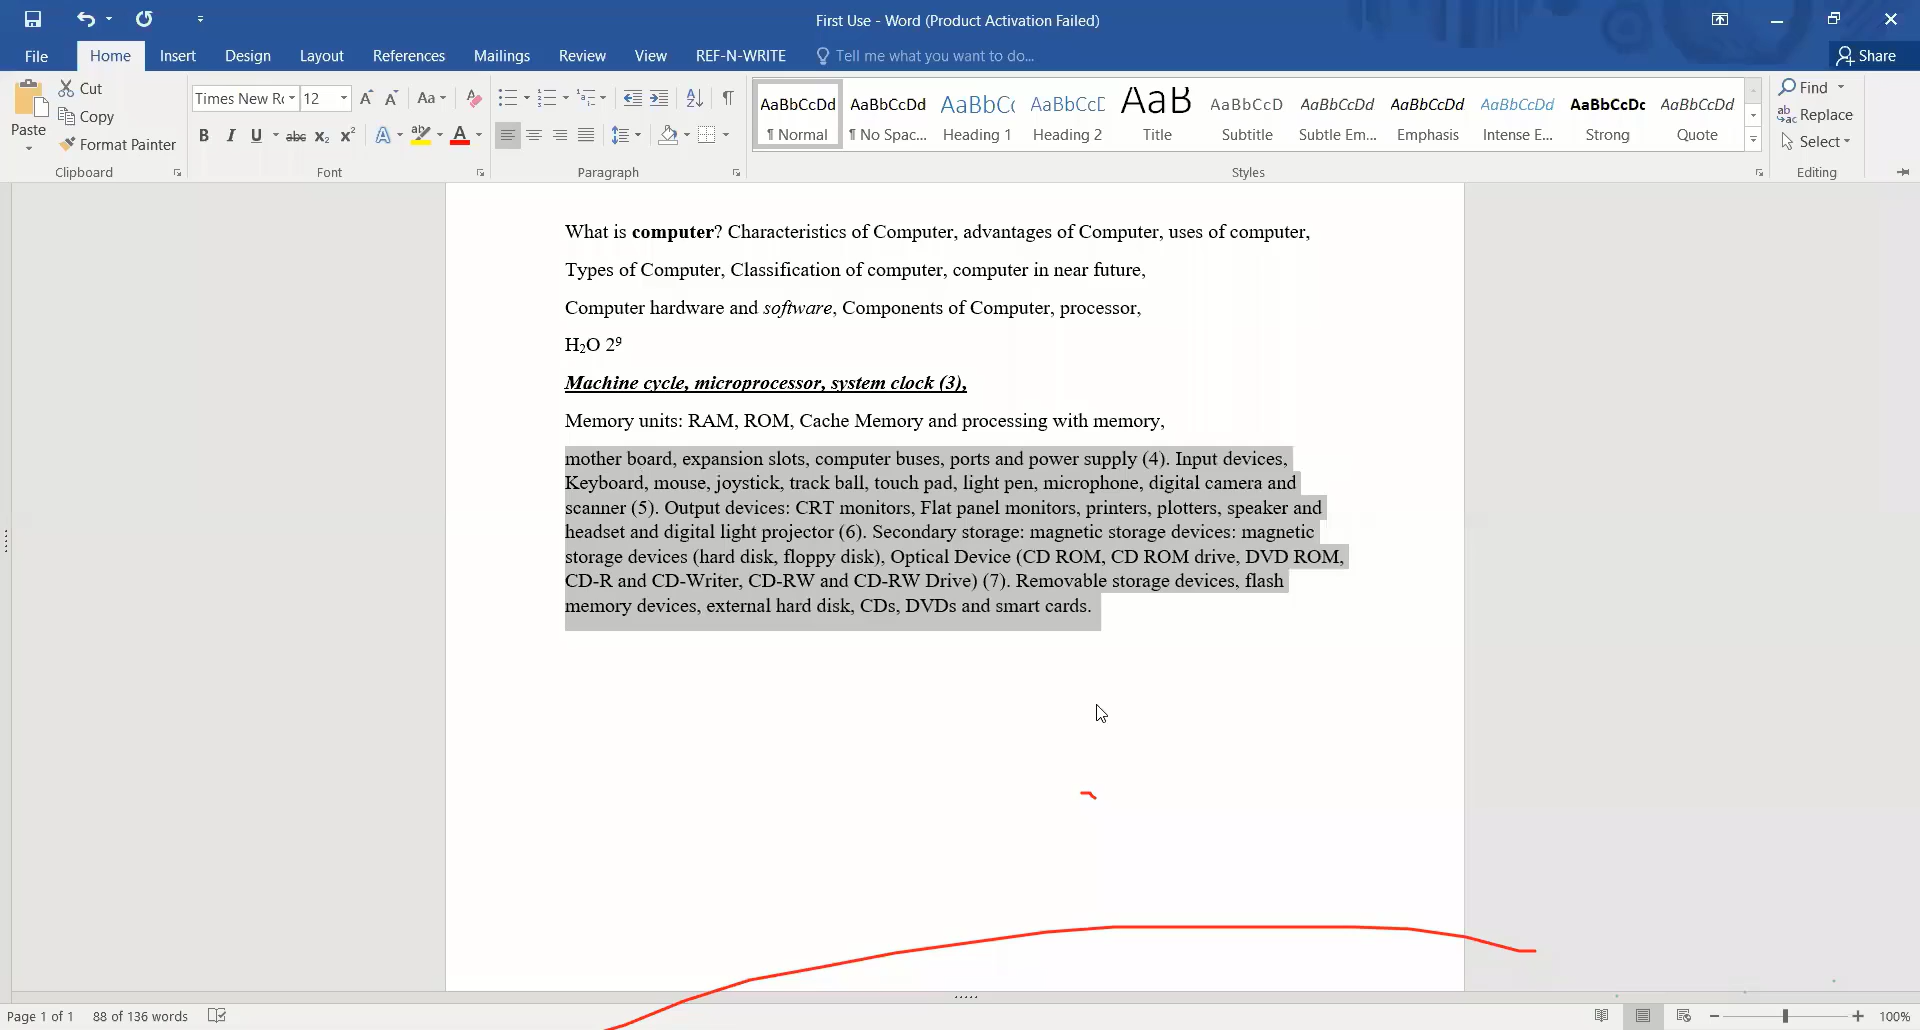 First Use - Word (Product Activation Failed)
File Home Insert Design Layout References Mailings Review View REF-N-WRITE Tell me what you want to do... Share
Paste
Cut
Copy
Format Painter
Clipboard
Times New Ro 12
Font
Paragraph
AaBbCcDd AaBbCcDd AaBbC AaBbCcD AaB AaBbCcD AaBbCcDd AaBbCcDd AaBbCcDd AaBbCcDc AaBbCcDd
¶ Normal ¶ No Spac... Heading 1 Heading 2 Title Subtitle Subtle Em... Emphasis Intense E... Strong Quote
Styles
Find
Replace
Select
Editing
What is computer? Characteristics of Computer, advantages of Computer, uses of computer,
Types of Computer, Classification of computer, computer in near future,
Computer hardware and software, Components of Computer, processor,
H₂O 2⁹
Machine cycle, microprocessor, system clock (3),
Memory units: RAM, ROM, Cache Memory and processing with memory,
mother board, expansion slots, computer buses, ports and power supply (4). Input devices,
Keyboard, mouse, joystick, track ball, touch pad, light pen, microphone, digital camera and
scanner (5). Output devices: CRT monitors, Flat panel monitors, printers, plotters, speaker and
headset and digital light projector (6). Secondary storage: magnetic storage devices: magnetic
storage devices (hard disk, floppy disk), Optical Device (CD ROM, CD ROM drive, DVD ROM,
CD-R and CD-Writer, CD-RW and CD-RW Drive) (7). Removable storage devices, flash
memory devices, external hard disk, CDs, DVDs and smart cards.
Page 1 of 1 88 of 136 words 100%